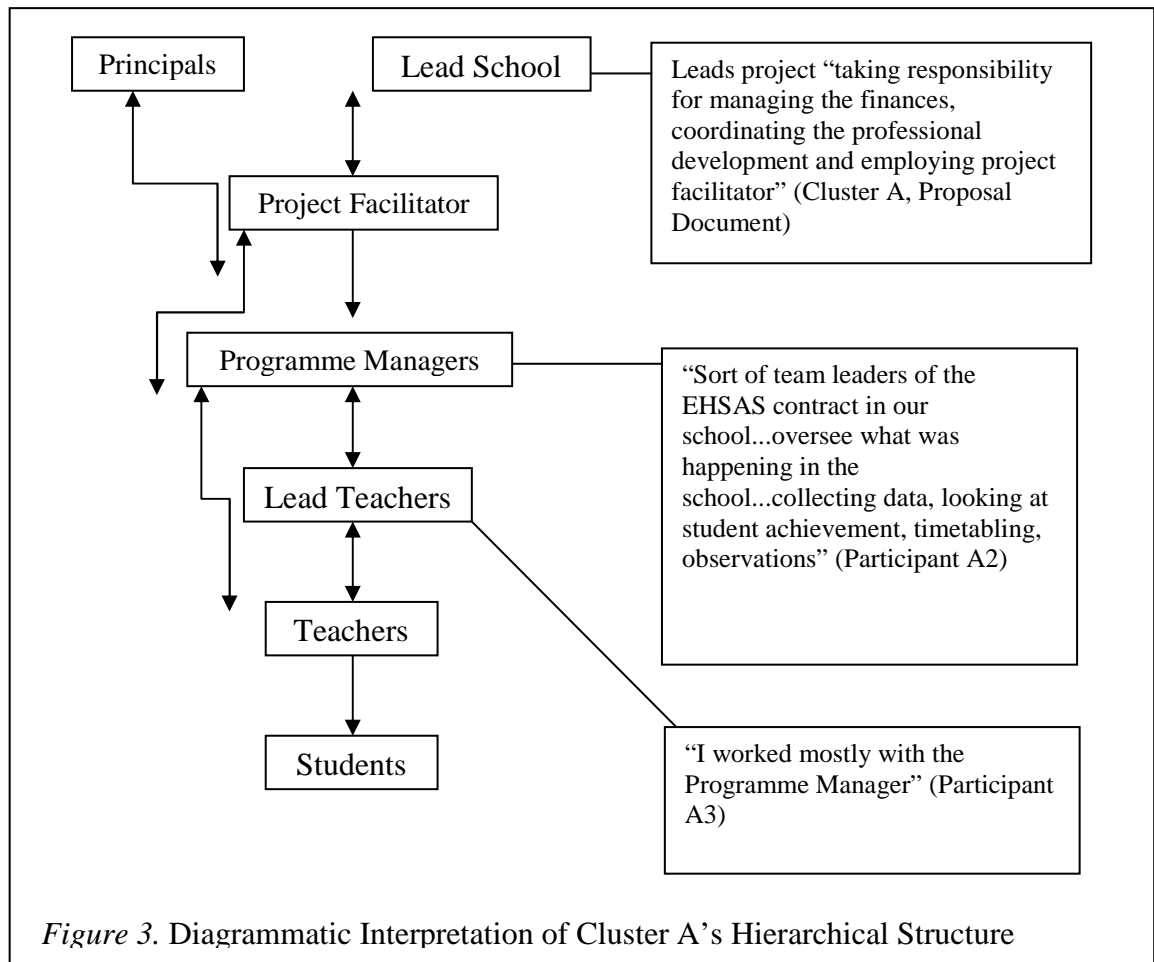 Principals
Lead School
Leads project “taking responsibility
for managing the finances,
coordinating the professional
development and employing project
facilitator” (Cluster A, Proposal
Document)
Project Facilitator
Programme Managers
“Sort of team leaders of the
EHSAS contract in our
school...oversee what was
happening in the
school...collecting data, looking at
student achievement, timetabling,
observations” (Participant A2)
Lead Teachers
Teachers
Students
“I worked mostly with the
Programme Manager” (Participant
A3)
Figure 3. Diagrammatic Interpretation of Cluster A’s Hierarchical Structure